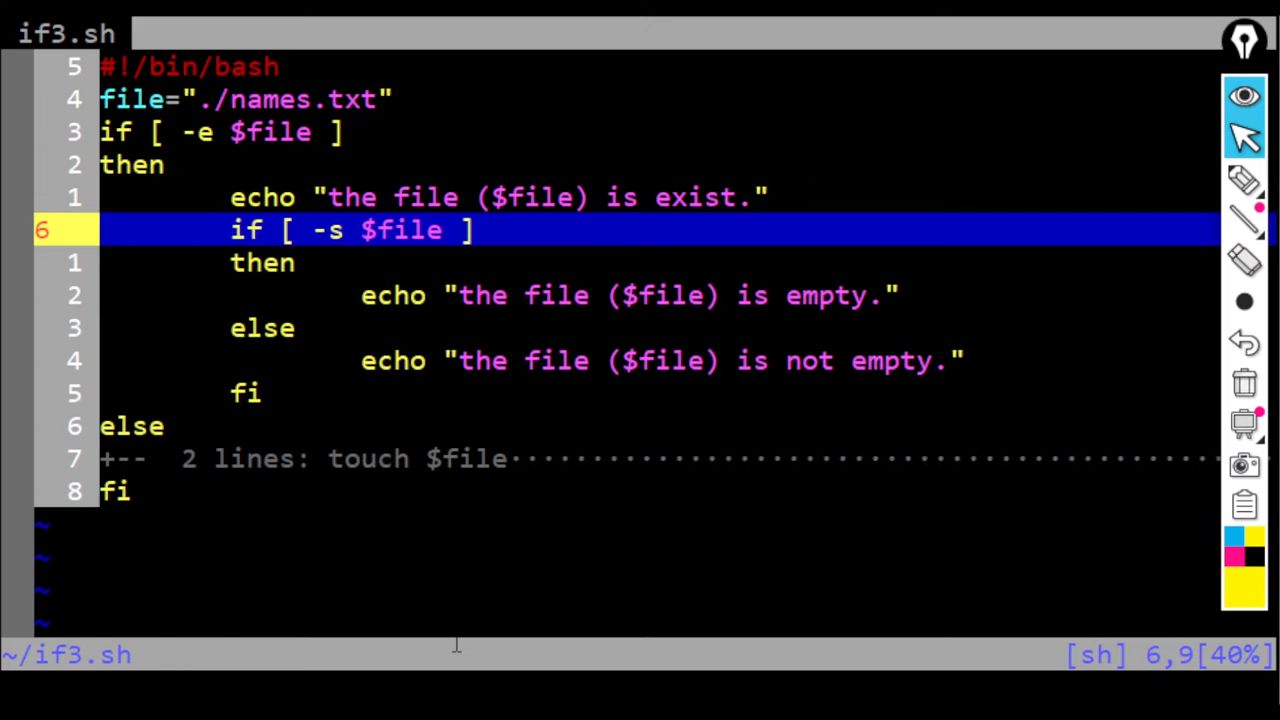 if3.sh
5 #!/bin/bash
4 file="./names.txt"
3 if [ -e $file ]
2 then
1         echo "the file ($file) is exist."
6         if [ -s $file ]
1         then
2                 echo "the file ($file) is empty."
3         else
4                 echo "the file ($file) is not empty."
5         fi
6 else
7 +--  2 lines: touch $file·············································
8 fi
~
~
~
~
~/if3.sh [sh] 6,9[40%]